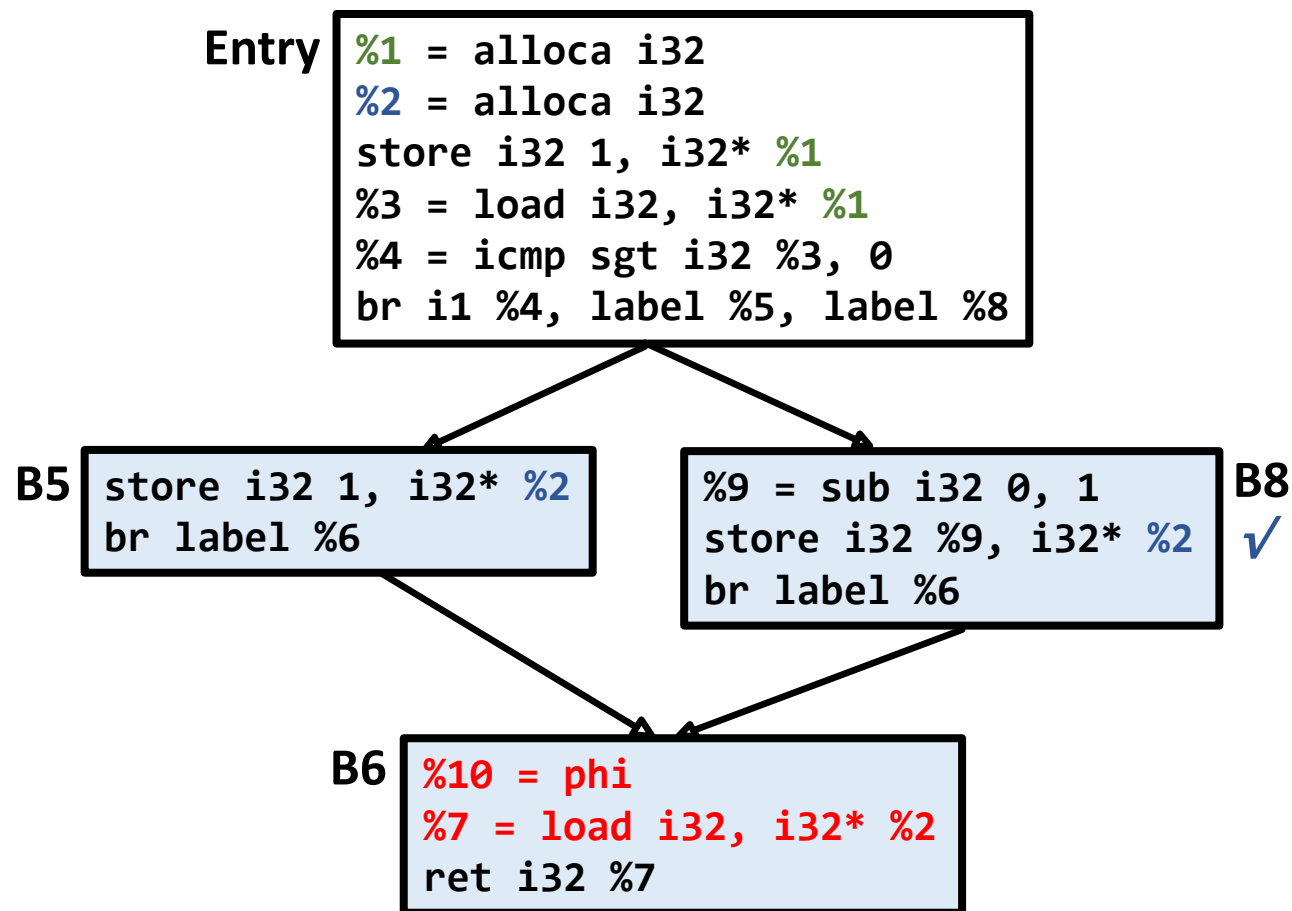 Entry
%1 = alloca i32
%2 = alloca i32
store i32 1, i32* %1
%3 = load i32, i32* %1
%4 = icmp sgt i32 %3, 0
br i1 %4, label %5, label %8
B5
store i32 1, i32* %2
br label %6
%9 = sub i32 0, 1
store i32 %9, i32* %2
br label %6
B8
√
B6
%10 = phi
%7 = load i32, i32* %2
ret i32 %7